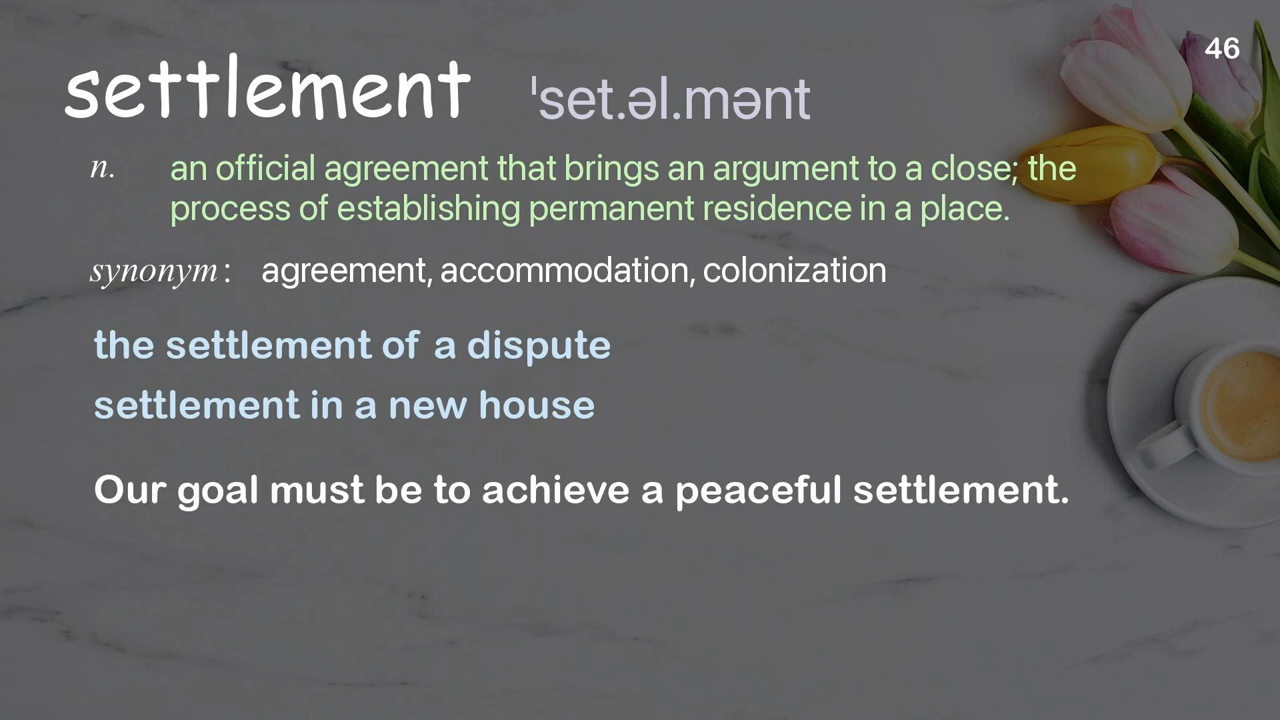 46
settlement ˈset.əl.mənt
n. an official agreement that brings an argument to a close; the
process of establishing permanent residence in a place.
synonym: agreement, accommodation, colonization
the settlement of a dispute
settlement in a new house
Our goal must be to achieve a peaceful settlement.